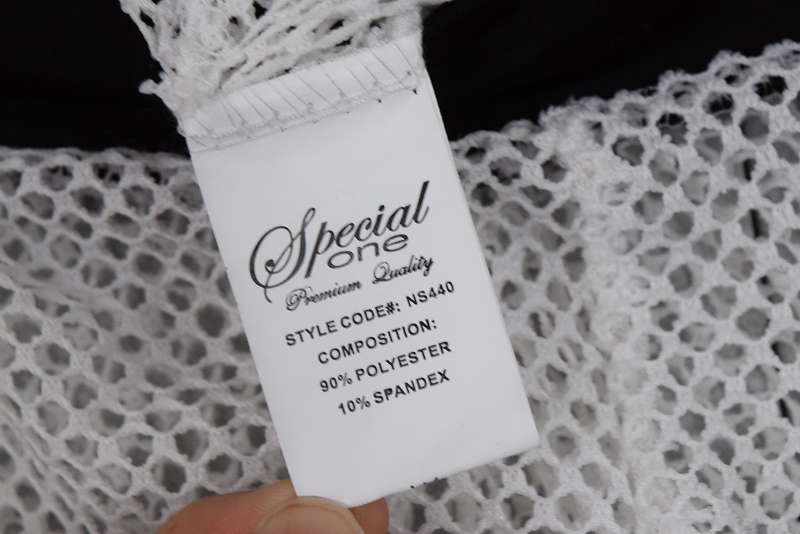 Special
one
Premium Quality
STYLE CODE#: NS440
COMPOSITION:
90% POLYESTER
10% SPANDEX